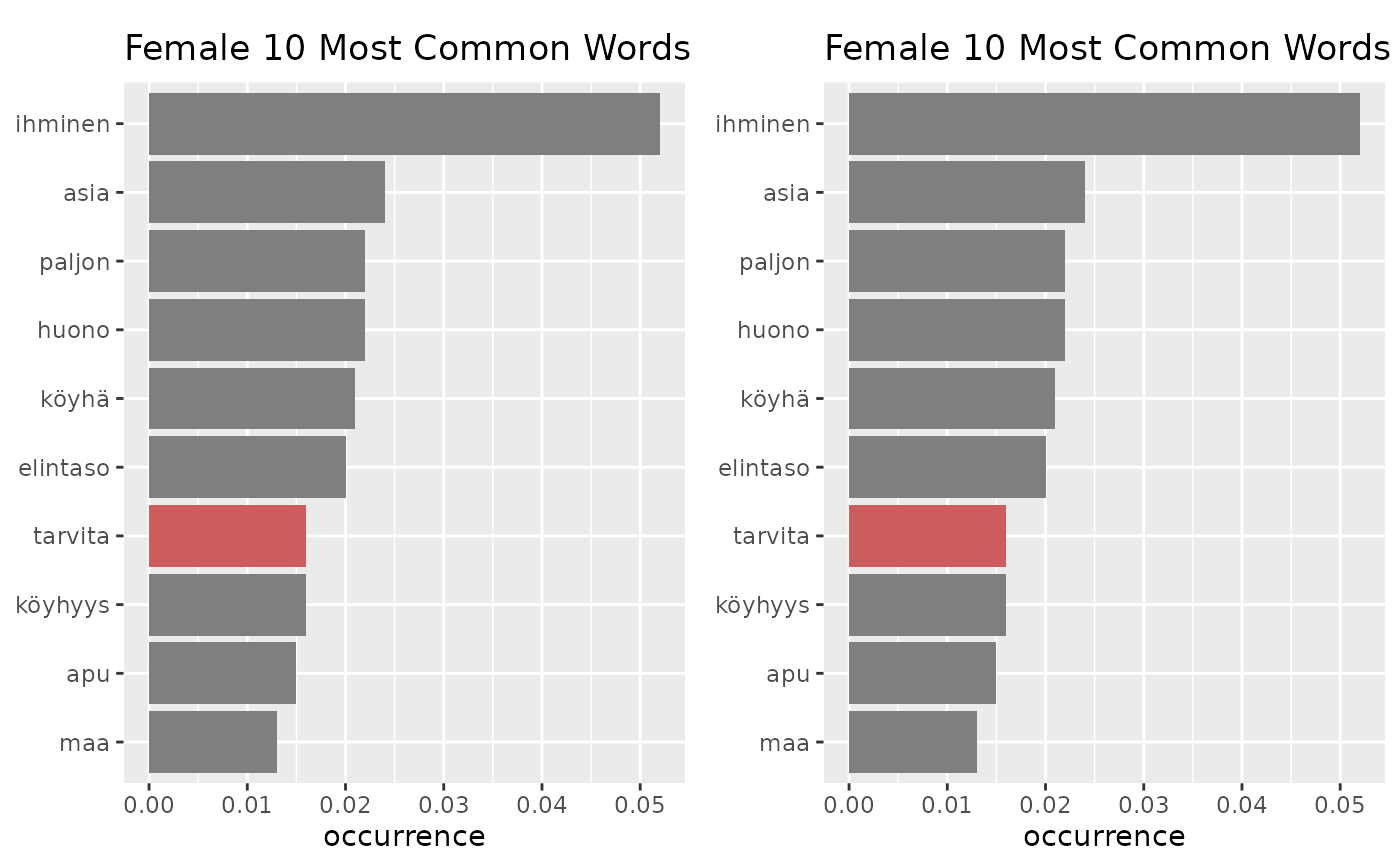 Female 10 Most Common Words
ihminen
asia
paljon
huono
köyhä
elintaso
tarvita
köyhyys
apu
maa
0.00 0.01 0.02 0.03 0.04 0.05
occurrence
Female 10 Most Common Words
ihminen
asia
paljon
huono
köyhä
elintaso
tarvita
köyhyys
apu
maa
0.00 0.01 0.02 0.03 0.04 0.05
occurrence